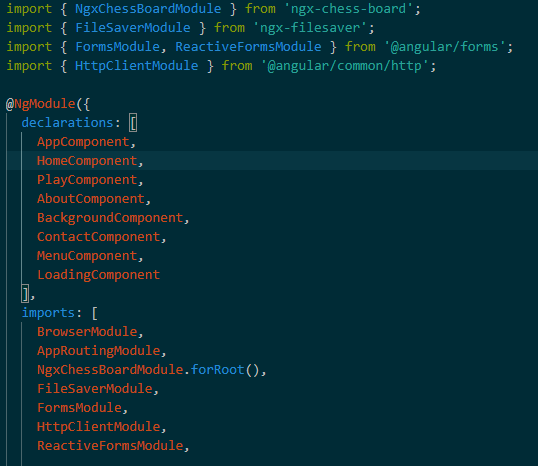 import { NgxChessBoardModule } from 'ngx-chess-board';
import { FileSaverModule } from 'ngx-filesaver';
import { FormsModule, ReactiveFormsModule } from '@angular/forms';
import { HttpClientModule } from '@angular/common/http';

@NgModule({
  declarations: [
    AppComponent,
    HomeComponent,
    PlayComponent,
    AboutComponent,
    BackgroundComponent,
    ContactComponent,
    MenuComponent,
    LoadingComponent
  ],
  imports: [
    BrowserModule,
    AppRoutingModule,
    NgxChessBoardModule.forRoot(),
    FileSaverModule,
    FormsModule,
    HttpClientModule,
    ReactiveFormsModule,